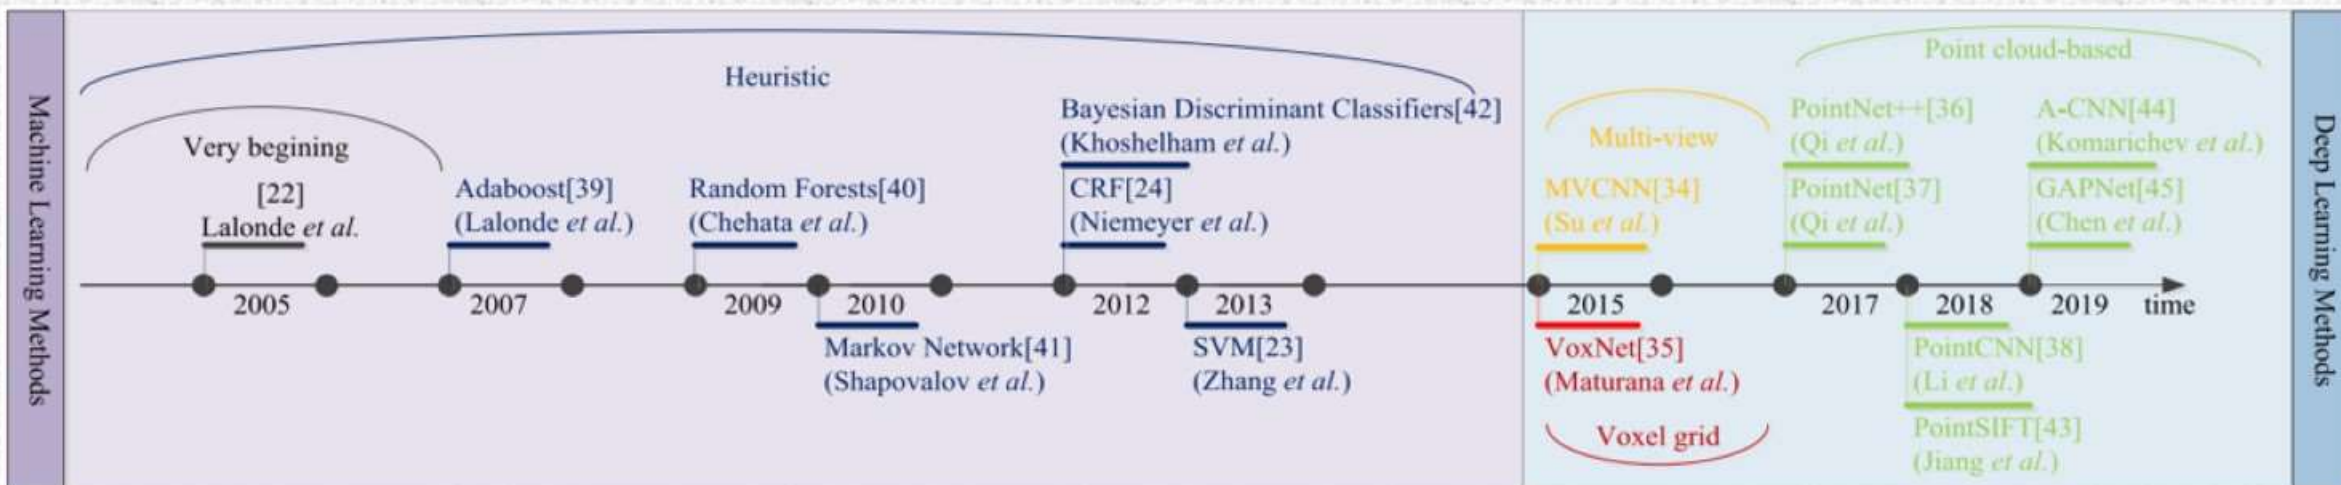 Machine Learning Methods
Heuristic
Very begining
[22]
Lalonde et al.
Adaboost[39]
(Lalonde et al.)
Random Forests[40]
(Chehata et al.)
Bayesian Discriminant Classifiers[42]
(Khoshelham et al.)
CRF[24]
(Niemeyer et al.)
Multi-view
MVCNN[34]
(Su et al.)
Point cloud-based
PointNet++[36]
(Qi et al.)
PointNet[37]
(Qi et al.)
A-CNN[44]
(Komarichev et al.)
GAPNet[45]
(Chen et al.)
2005 2007 2009 2010 2012 2013 2015 2017 2018 2019 time
Markov Network[41]
(Shapovalov et al.)
SVM[23]
(Zhang et al.)
VoxNet[35]
(Maturana et al.)
Voxel grid
PointCNN[38]
(Li et al.)
PointSIFT[43]
(Jiang et al.)
Deep Learning Methods